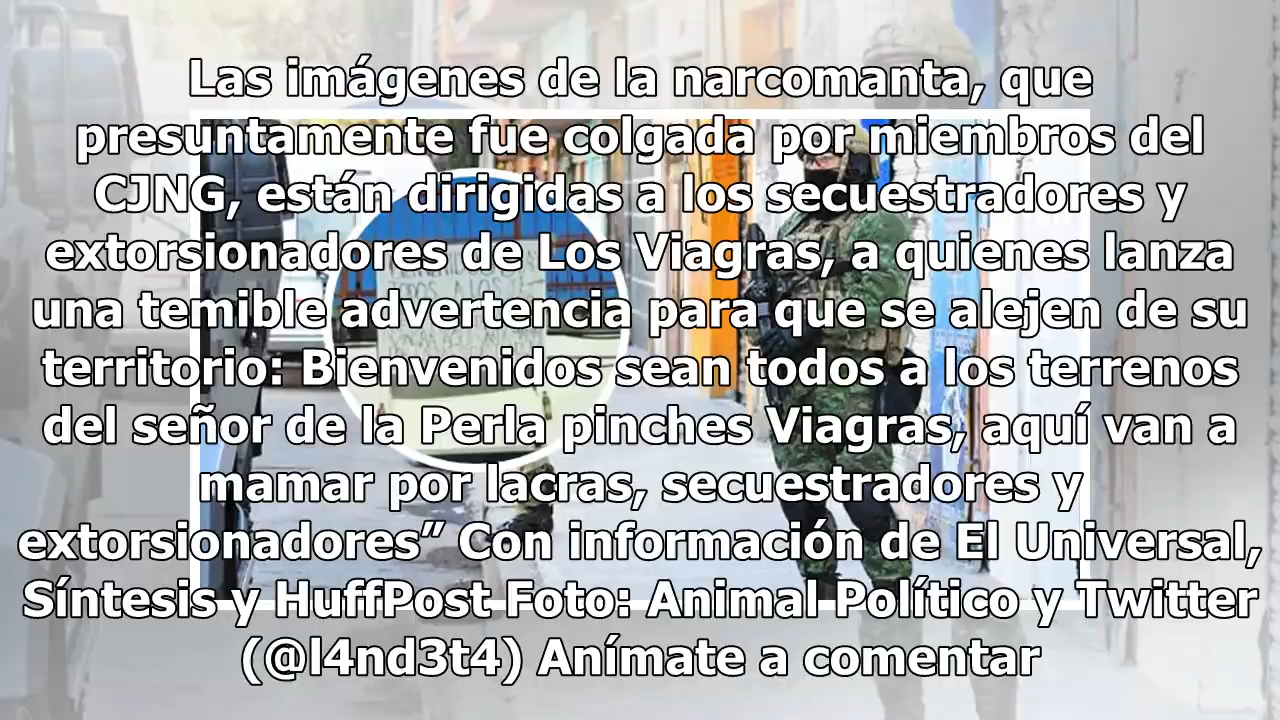 Las imágenes de la narcomanta, que
presuntamente fue colgada por miembros del
CJNG, están dirigidas a los secuestradores y
extorsionadores de Los Viagras, a quienes lanza
una temible advertencia para que se alejen de su
territorio: Bienvenidos sean todos a los terrenos
del señor de la Perla pinches Viagras, aquí van a
mamar por lacras, secuestradores y
extorsionadores” Con información de El Universal,
Síntesis y HuffPost Foto: Animal Político y Twitter
(@l4nd3t4) Anímate a comentar